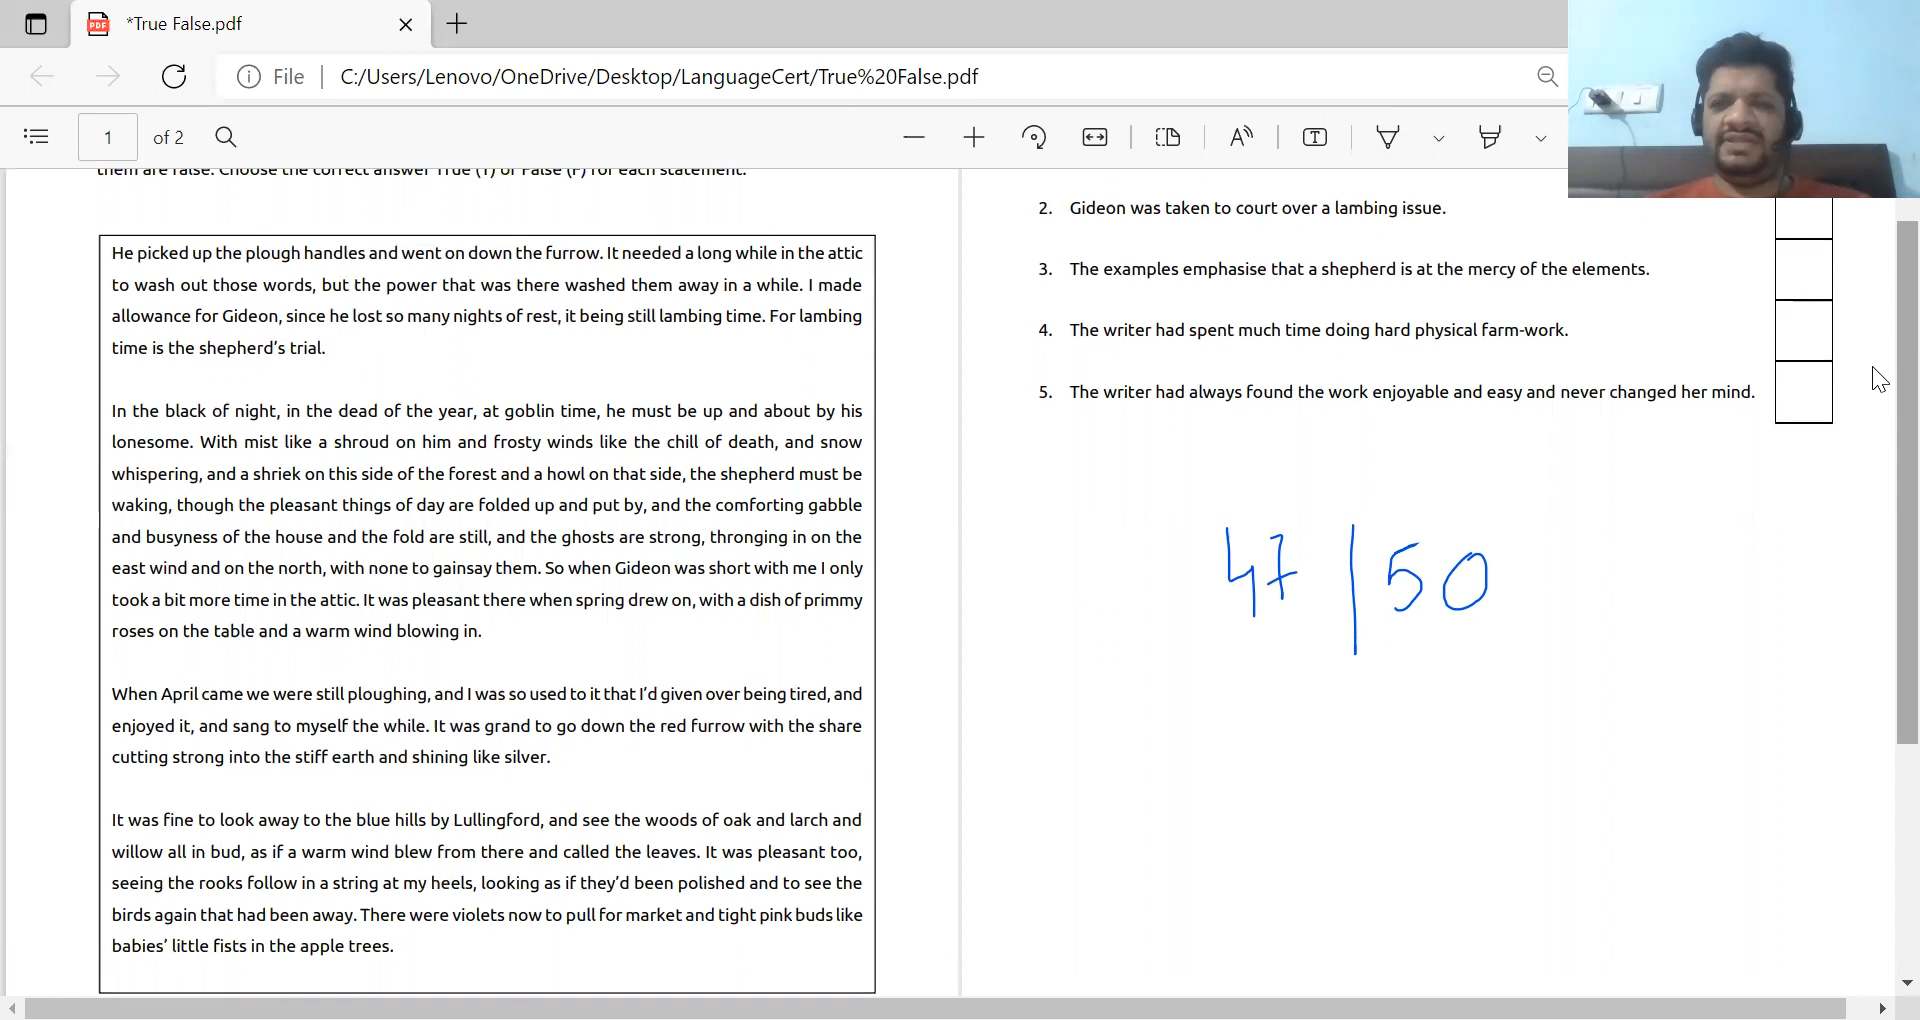 *True False.pdf
File
C:/Users/Lenovo/OneDrive/Desktop/LanguageCert/True%20False.pdf
1 of 2
them are false. Choose the correct answer True (T) or False (F) for each statement.
He picked up the plough handles and went on down the furrow. It needed a long while in the attic
to wash out those words, but the power that was there washed them away in a while. I made
allowance for Gideon, since he lost so many nights of rest, it being still lambing time. For lambing
time is the shepherd’s trial.
In the black of night, in the dead of the year, at goblin time, he must be up and about by his
lonesome. With mist like a shroud on him and frosty winds like the chill of death, and snow
whispering, and a shriek on this side of the forest and a howl on that side, the shepherd must be
waking, though the pleasant things of day are folded up and put by, and the comforting gabble
and busyness of the house and the fold are still, and the ghosts are strong, thronging in on the
east wind and on the north, with none to gainsay them. So when Gideon was short with me I only
took a bit more time in the attic. It was pleasant there when spring drew on, with a dish of primmy
roses on the table and a warm wind blowing in.
When April came we were still ploughing, and I was so used to it that I’d given over being tired, and
enjoyed it, and sang to myself the while. It was grand to go down the red furrow with the share
cutting strong into the stiff earth and shining like silver.
It was fine to look away to the blue hills by Lullingford, and see the woods of oak and larch and
willow all in bud, as if a warm wind blew from there and called the leaves. It was pleasant too,
seeing the rooks follow in a string at my heels, looking as if they’d been polished and to see the
birds again that had been away. There were violets now to pull for market and tight pink buds like
babies’ little fists in the apple trees.
2. Gideon was taken to court over a lambing issue.
3. The examples emphasise that a shepherd is at the mercy of the elements.
4. The writer had spent much time doing hard physical farm-work.
5. The writer had always found the work enjoyable and easy and never changed her mind.
47 | 50